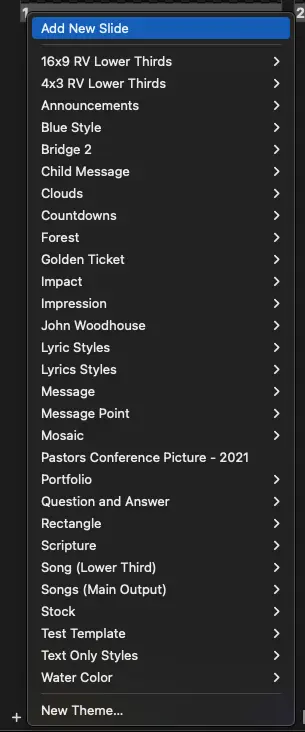 1
2
Add New Slide
16x9 RV Lower Thirds
4x3 RV Lower Thirds
Announcements
Blue Style
Bridge 2
Child Message
Clouds
Countdowns
Forest
Golden Ticket
Impact
Impression
John Woodhouse
Lyric Styles
Lyrics Styles
Message
Message Point
Mosaic
Pastors Conference Picture - 2021
Portfolio
Question and Answer
Rectangle
Scripture
Song (Lower Third)
Songs (Main Output)
Stock
Test Template
Text Only Styles
Water Color
+ New Theme...